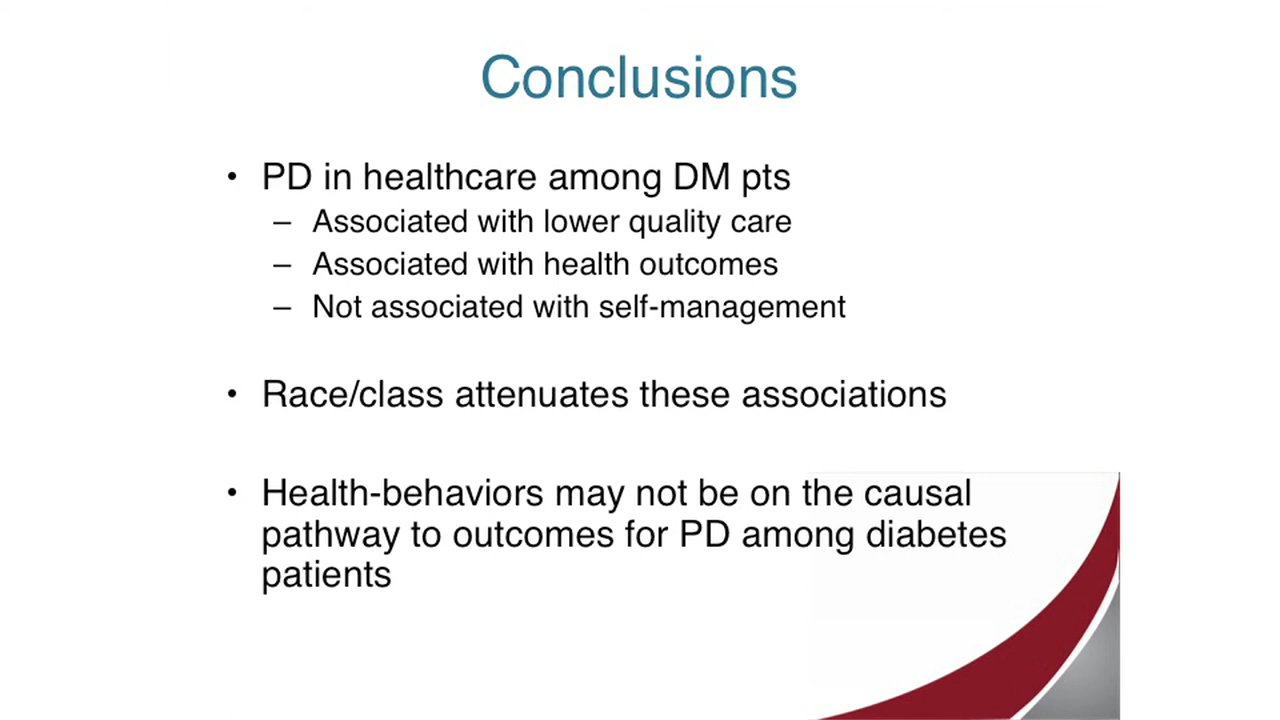 Conclusions
• PD in healthcare among DM pts
– Associated with lower quality care
– Associated with health outcomes
– Not associated with self-management
• Race/class attenuates these associations
• Health-behaviors may not be on the causal
pathway to outcomes for PD among diabetes
patients